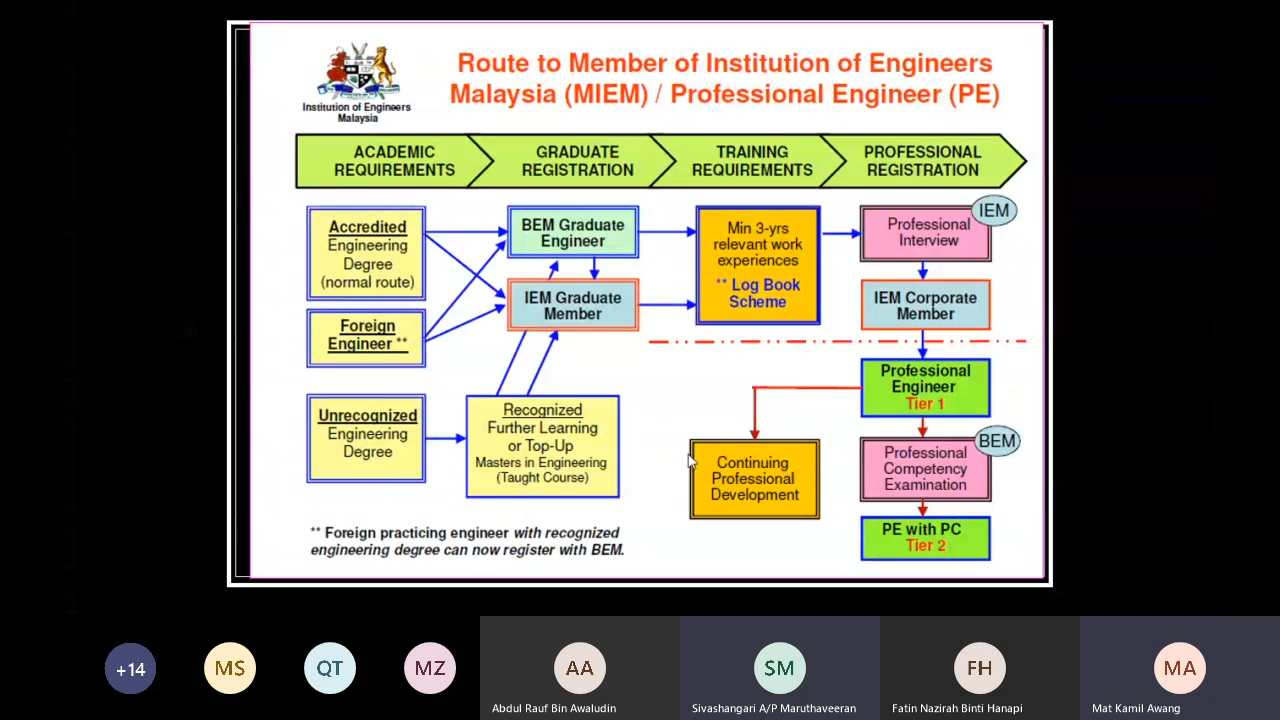 Route to Member of Institution of Engineers
Malaysia (MIEM) / Professional Engineer (PE)
Institution of Engineers
Malaysia
ACADEMIC
REQUIREMENTS
GRADUATE
REGISTRATION
TRAINING
REQUIREMENTS
PROFESSIONAL
REGISTRATION
Accredited
Engineering
Degree
(normal route)
Foreign
Engineer **
Unrecognized
Engineering
Degree
BEM Graduate
Engineer
IEM Graduate
Member
Recognized
Further Learning
or Top-Up
Masters in Engineering
(Taught Course)
Min 3-yrs
relevant work
experiences
** Log Book
Scheme
IEM
Professional
Interview
IEM Corporate
Member
Professional
Engineer
Tier 1
BEM
Professional
Competency
Examination
PE with PC
Tier 2
Continuing
Professional
Development
** Foreign practicing engineer with recognized
engineering degree can now register with BEM.
+14
MS
QT
MZ
AA
Abdul Rauf Bin Awaludin
SM
Sivashangari A/P Maruthaveeran
FH
Fatin Nazirah Binti Hanapi
MA
Mat Kamil Awang